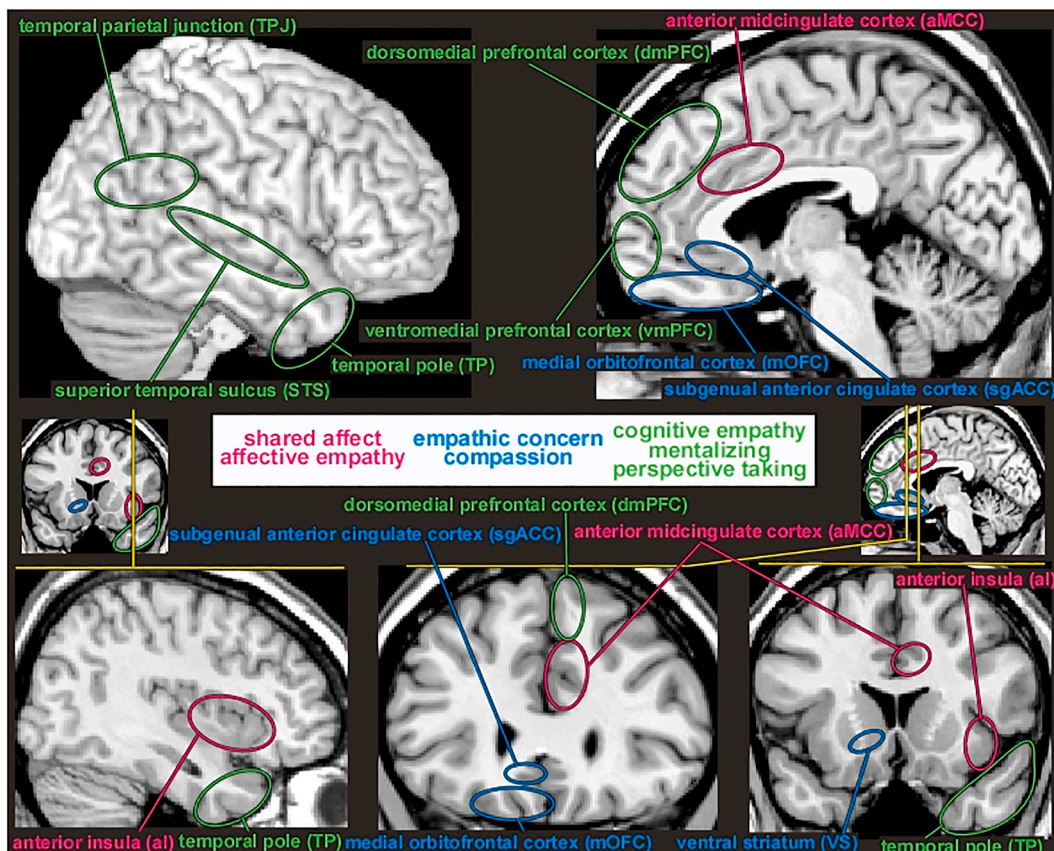 temporal parietal junction (TPJ)
anterior midcingulate cortex (aMCC)
dorsomedial prefrontal cortex (dmPFC)
ventromedial prefrontal cortex (vmPFC)
temporal pole (TP)
medial orbitofrontal cortex (mOFC)
superior temporal sulcus (STS)
subgenual anterior cingulate cortex (sgACC)
shared affect
affective empathy
empathic concern
compassion
cognitive empathy
mentalizing
perspective taking
dorsomedial prefrontal cortex (dmPFC)
subgenual anterior cingulate cortex (sgACC)
anterior midcingulate cortex (aMCC)
anterior insula (aI)
anterior insula (aI)
temporal pole (TP)
medial orbitofrontal cortex (mOFC)
ventral striatum (VS)
temporal pole (TP)